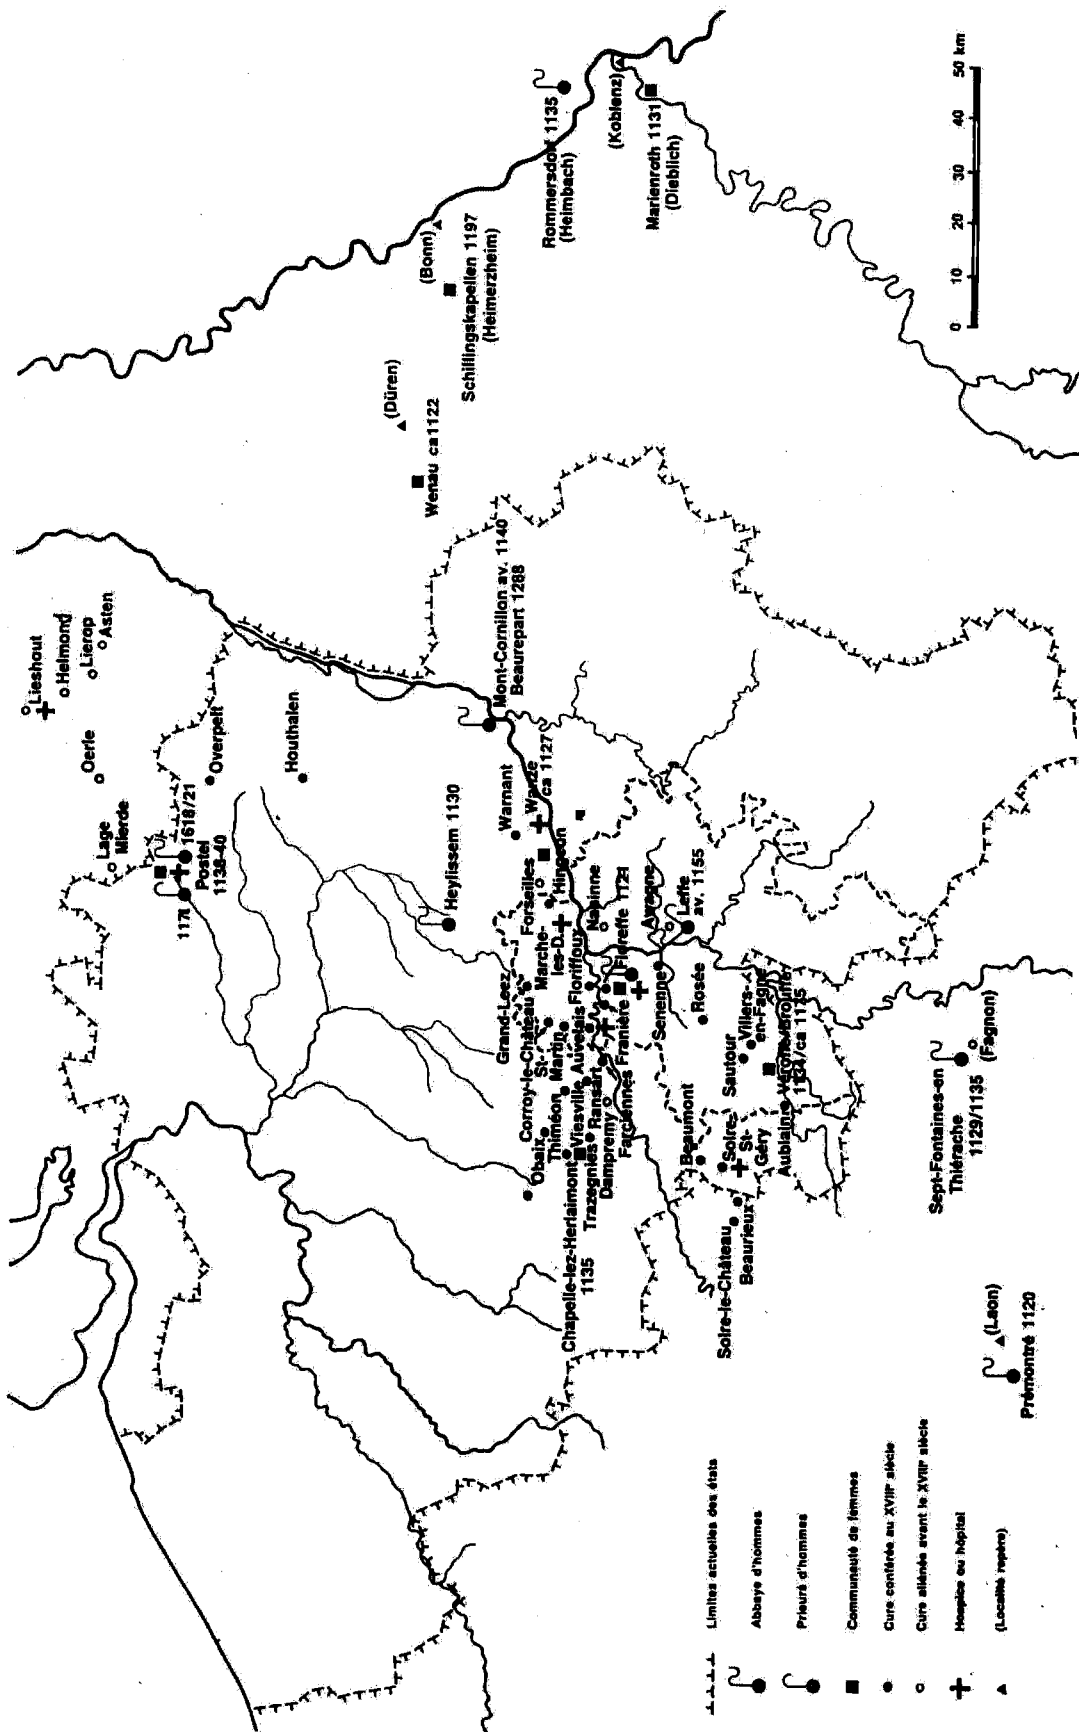 Lieshout
Helmond
Lierop
Asten
Oerle
Lage
Mierde
1618/21
Postel
1138-40
1171
Overpelt
Houthalen
(Düren)
Wenau ca 1122
(Bonn)
Schillingskapellen 1197
(Heimerzheim)
Rommersdorf 1135
(Heimbach)
(Koblenz)
Marienroth 1131
(Dieblich)
Mont-Cornillon av. 1140
Beaurepart 1288
Heylissem 1130
Warnant
Wanze
ca 1127
Forseilles
Hingeon
Marche-
les-D.
Floriffoux
Naninne
Floreffe 1121
Grand-Leez
Corroy-le-Château
St-
Martin
Auvelais
Franière
Obaix
Thiméon
Viesville
Ransart
Farciennes
Chapelle-lez-Herlaimont
1135
Trazegnies
Dampremy
Leffe
av. 1155
Senenne
Rosée
Villers-
en-Fagne
Sautour
Beaumont
Solre-
St-
Géry
Aublain
1134/ca 1175
Solre-le-Château
Beaurieux
Sept-Fontaines-en
Thiérache
1129/1135
(Fagnon)
(Laon)
Prémontré 1120
0 10 20 30 40 50 km
Limites actuelles des états
Abbaye d'hommes
Prieuré d'hommes
Communauté de femmes
Cure conférée au XVIIIe siècle
Cure aliénée avant le XVIIIe siècle
Hospice ou hôpital
(Localité repère)